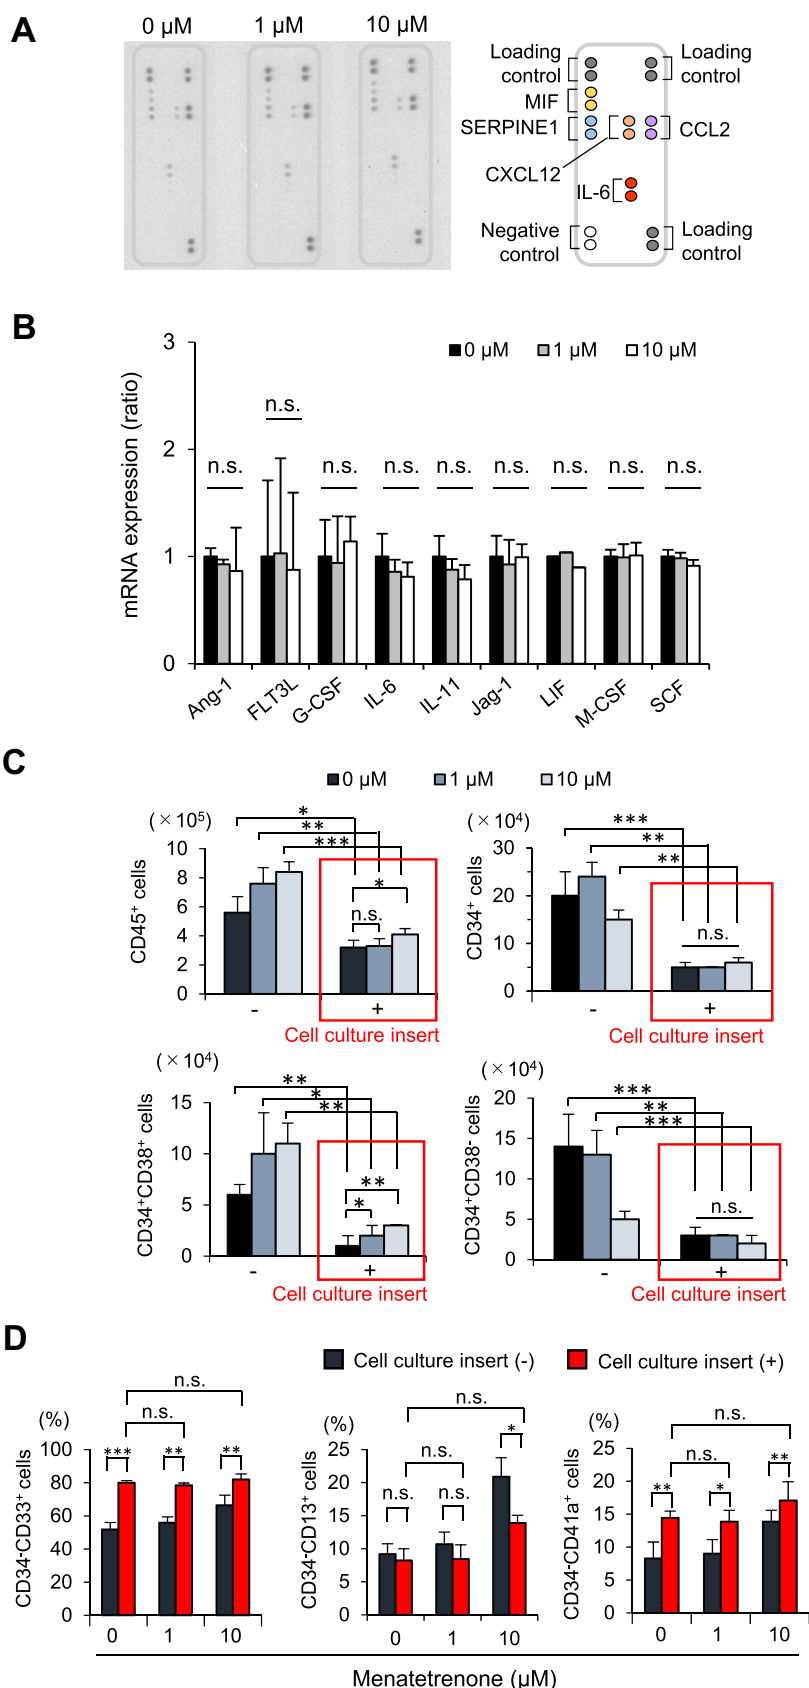 A
0 μM 1 μM 10 μM
Loading control
Loading control
MIF
SERPINE1
CCL2
CXCL12
IL-6
Negative control
Loading control
B
mRNA expression (ratio)
0 μM 1 μM 10 μM
3
2
1
0
n.s. n.s. n.s. n.s. n.s. n.s. n.s. n.s. n.s.
Ang-1 FLT3L G-CSF IL-6 IL-11 Jag-1 LIF M-CSF SCF
C
0 μM 1 μM 10 μM
(×10⁵)
CD45⁺ cells
10
8
6
4
2
0
*
**
***
*
n.s.
- +
Cell culture insert
(×10⁴)
CD34⁺ cells
30
20
10
0
***
**
**
n.s.
- +
Cell culture insert
(×10⁴)
CD34⁺CD38⁺ cells
15
10
5
0
**
*
**
**
*
- +
Cell culture insert
(×10⁴)
CD34⁺CD38⁻ cells
20
15
10
5
0
***
**
***
n.s.
- +
Cell culture insert
D
Cell culture insert (-) Cell culture insert (+)
(%)
CD34⁻CD33⁺ cells
100
80
60
40
20
0
n.s.
n.s.
*** ** **
0 1 10
(%)
CD34⁻CD13⁺ cells
25
20
15
10
5
0
n.s.
n.s.
n.s. n.s. *
0 1 10
(%)
CD34⁻CD41a⁺ cells
25
20
15
10
5
0
n.s.
n.s.
** * **
0 1 10
Menatetrenone (μM)